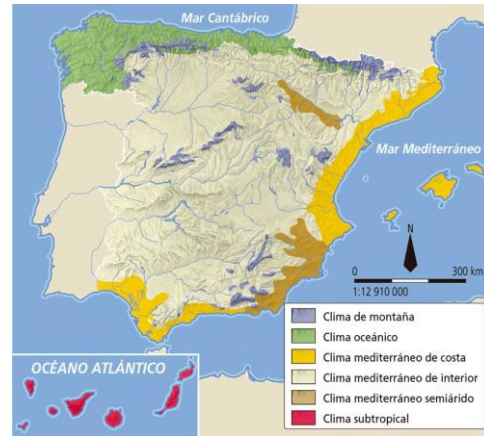 Mar Cantábrico
Mar Mediterráneo
N
0 300 km
1:12 910 000
Clima de montaña
Clima oceánico
Clima mediterráneo de costa
Clima mediterráneo de interior
Clima mediterráneo semiárido
Clima subtropical
OCÉANO ATLÁNTICO